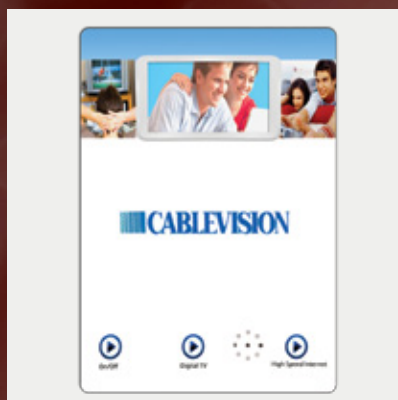 CABLEVISION
On/Off
Digital TV
High Speed Internet